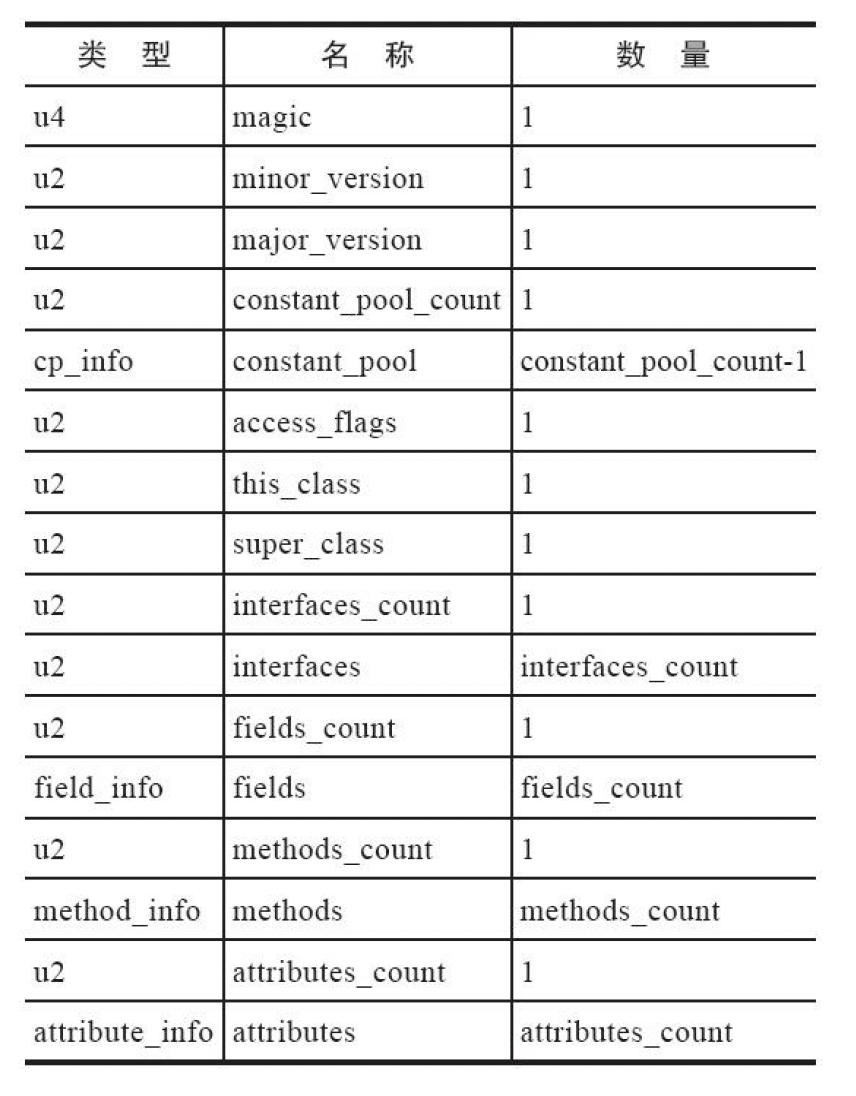 类 型 名 称 数 量
u4 magic 1
u2 minor_version 1
u2 major_version 1
u2 constant_pool_count 1
cp_info constant_pool constant_pool_count-1
u2 access_flags 1
u2 this_class 1
u2 super_class 1
u2 interfaces_count 1
u2 interfaces interfaces_count
u2 fields_count 1
field_info fields fields_count
u2 methods_count 1
method_info methods methods_count
u2 attributes_count 1
attribute_info attributes attributes_count